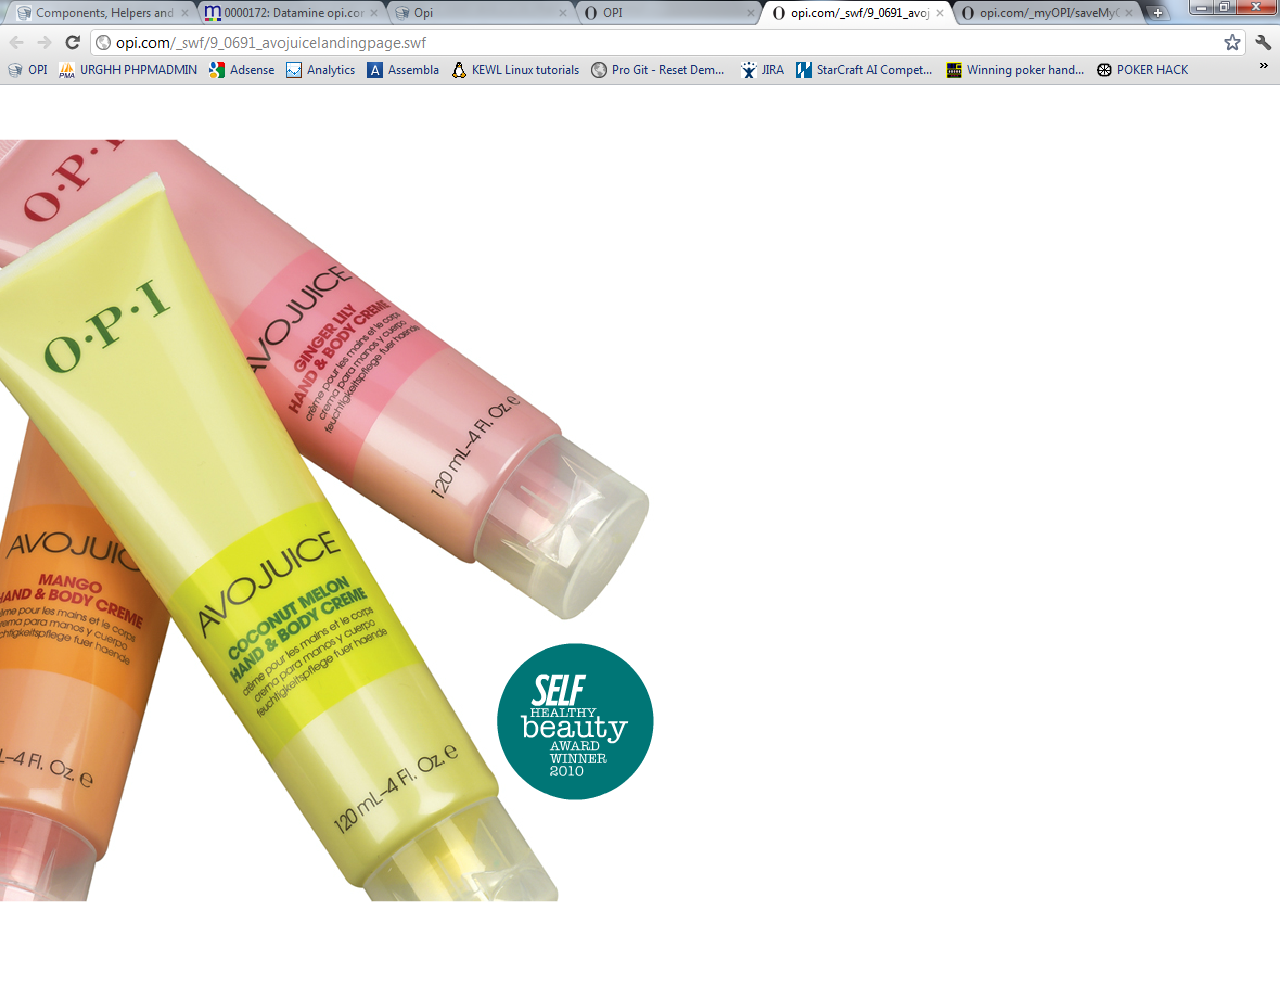 Components, Helpers and
0000172: Datamine opi.cor
Opi
OPI
opi.com/_swf/9_0691_avoj
opi.com/_myOPI/saveMyC
opi.com/_swf/9_0691_avojuicelandingpage.swf
OPI
URGHH PHPMADMIN
Adsense
Analytics
Assembla
KEWL Linux tutorials
Pro Git - Reset Dem...
JIRA
StarCraft AI Compet...
Winning poker hand...
POKER HACK
»
O·P·I
AVOJUICE
GINGER LILY
HAND & BODY CREME
crème pour les mains et le corps
crema para manos y cuerpo
feuchtigkeitspflege fuer haende
120 mL–4 Fl. Oz. e
O·P·I
AVOJUICE
COCONUT MELON
HAND & BODY CREME
crème pour les mains et le corps
crema para manos y cuerpo
feuchtigkeitspflege fuer haende
120 mL–4 Fl. Oz. e
AVOJUIC
MANGO
AND & BODY CREME
ème pour les mains et le corps
rema para manos y cuerpo
chtigkeitspflege fuer haende
L–4 Fl. Oz. e
SELF
HEALTHY
beauty
AWARD
WINNER
2010